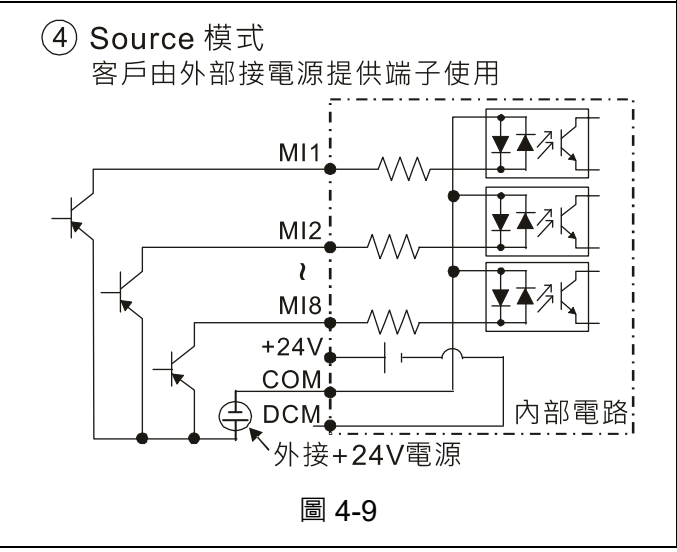 ④ Source 模式
客戶由外部接電源提供端子使用
MI1
MI2
~
MI8
+24V
COM
DCM
內部電路
外接+24V電源
圖 4-9